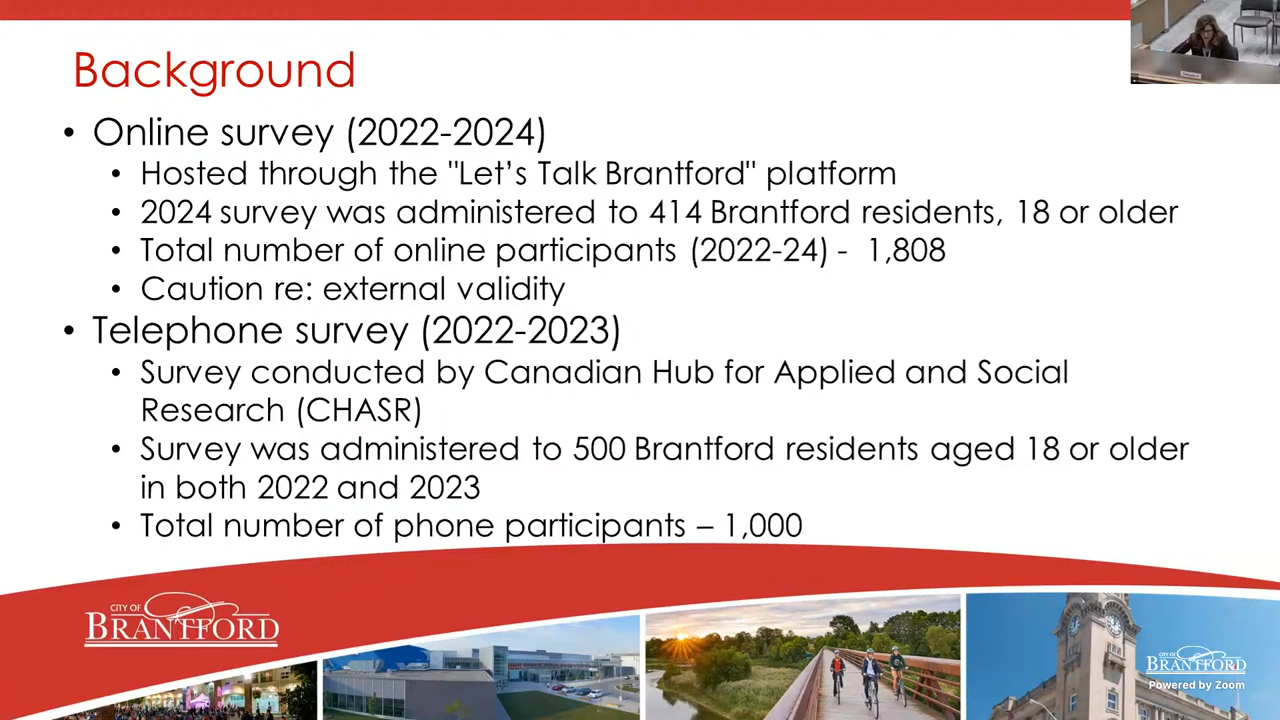 Background
• Online survey (2022-2024)
• Hosted through the "Let’s Talk Brantford" platform
• 2024 survey was administered to 414 Brantford residents, 18 or older
• Total number of online participants (2022-24) - 1,808
• Caution re: external validity
• Telephone survey (2022-2023)
• Survey conducted by Canadian Hub for Applied and Social
Research (CHASR)
• Survey was administered to 500 Brantford residents aged 18 or older
in both 2022 and 2023
• Total number of phone participants – 1,000
CITY OF
BRANTFORD
CITY OF
BRANTFORD
Powered by Zoom